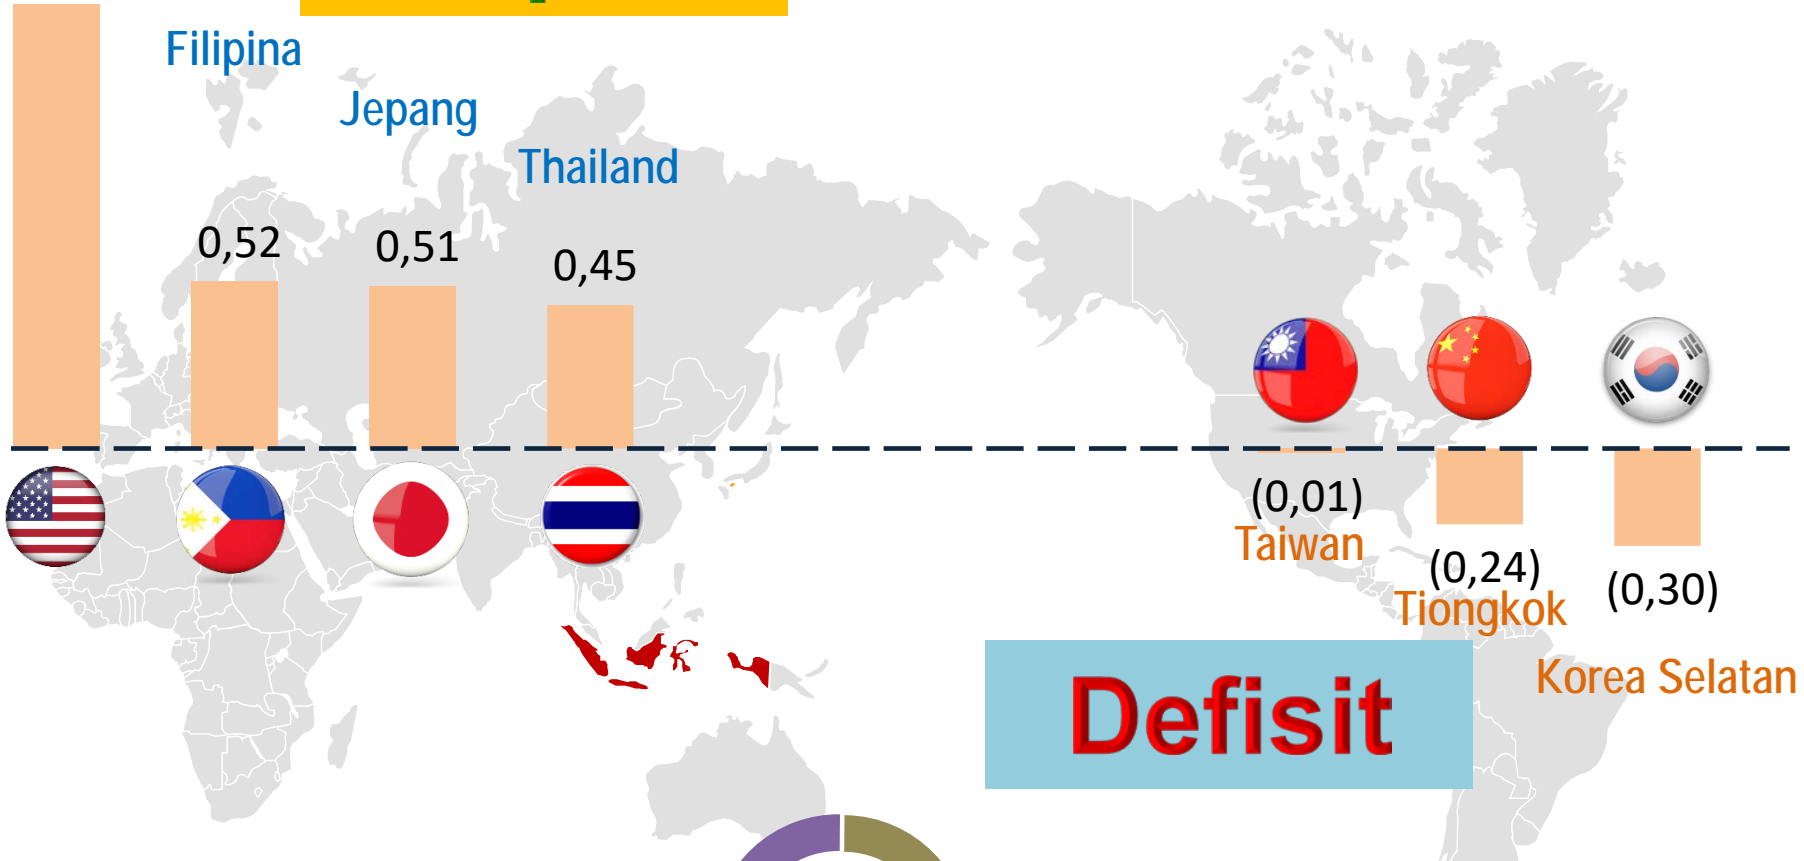 Filipina
Jepang
Thailand
0,52
0,51
0,45
(0,01)
Taiwan
(0,24)
Tiongkok
(0,30)
Korea Selatan
Defisit